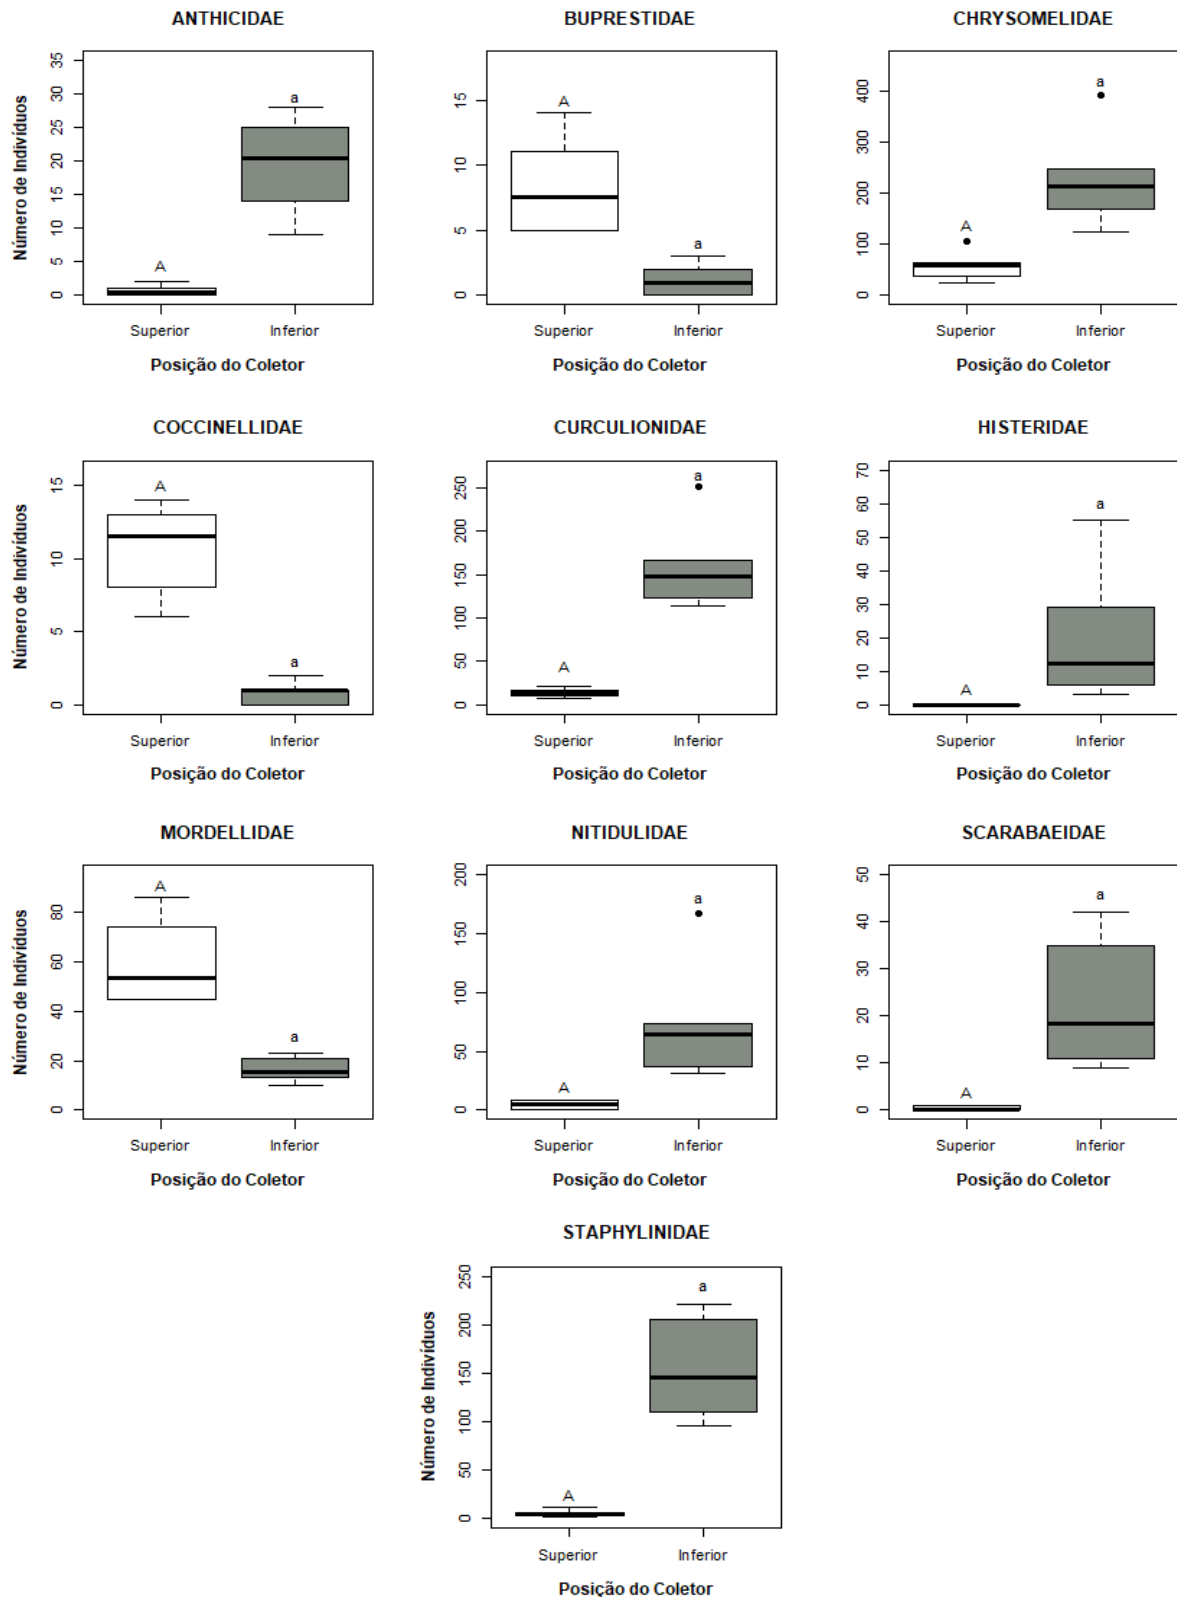 ANTHICIDAE
Número de Indivíduos
35
30
25
20
15
10
5
0
A
a
Superior Inferior
Posição do Coletor
BUPRESTIDAE
15
10
5
0
A
a
Superior Inferior
Posição do Coletor
CHRYSOMELIDAE
400
300
200
100
0
A
a
Superior Inferior
Posição do Coletor
COCCINELLIDAE
Número de Indivíduos
15
10
5
0
A
a
Superior Inferior
Posição do Coletor
CURCULIONIDAE
250
200
150
100
50
0
A
a
Superior Inferior
Posição do Coletor
HISTERIDAE
70
60
50
40
30
20
10
0
A
a
Superior Inferior
Posição do Coletor
MORDELLIDAE
Número de Indivíduos
80
60
40
20
0
A
a
Superior Inferior
Posição do Coletor
NITIDULIDAE
200
150
100
50
0
A
a
Superior Inferior
Posição do Coletor
SCARABAEIDAE
50
40
30
20
10
0
A
a
Superior Inferior
Posição do Coletor
STAPHYLINIDAE
Número de Indivíduos
250
200
150
100
50
0
A
a
Superior Inferior
Posição do Coletor